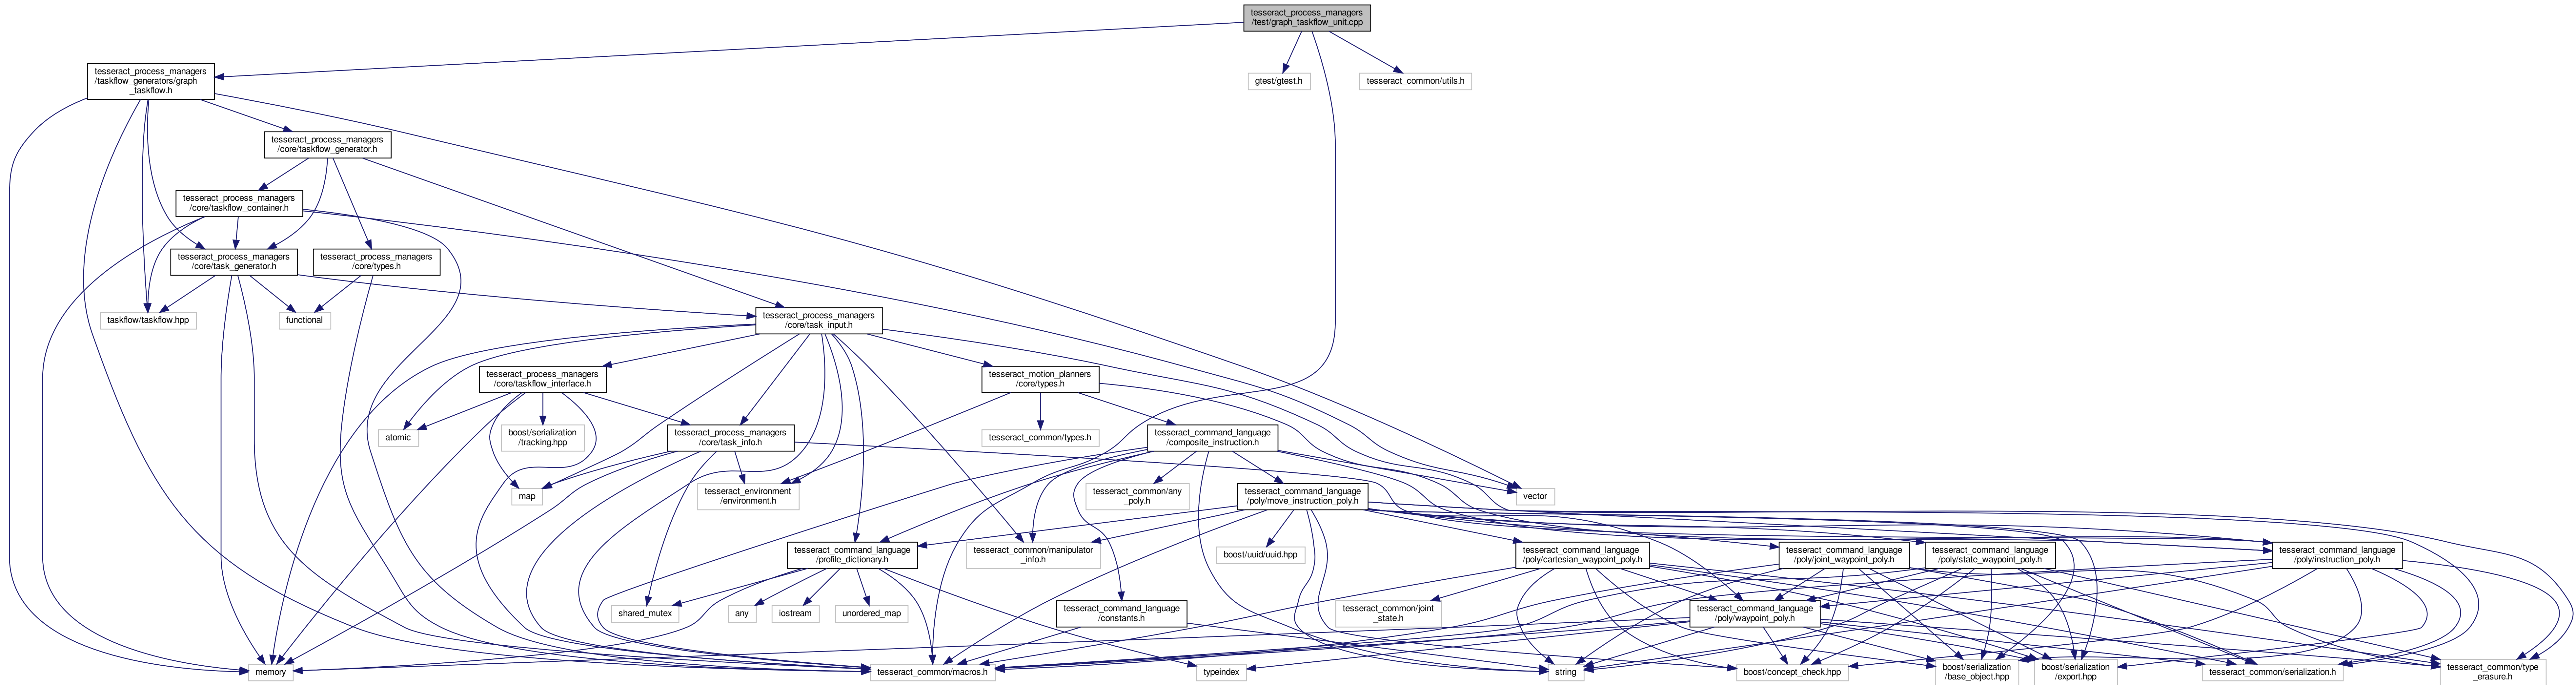 tesseract_process_managers
/test/graph_taskflow_unit.cpp
tesseract_process_managers
/taskflow_generators/graph
_taskflow.h
gtest/gtest.h
tesseract_common/utils.h
tesseract_process_managers
/core/taskflow_generator.h
tesseract_process_managers
/core/taskflow_container.h
tesseract_process_managers
/core/task_generator.h
tesseract_process_managers
/core/types.h
taskflow/taskflow.hpp
functional
tesseract_process_managers
/core/task_input.h
tesseract_process_managers
/core/taskflow_interface.h
tesseract_motion_planners
/core/types.h
atomic
boost/serialization
/tracking.hpp
tesseract_process_managers
/core/task_info.h
tesseract_common/types.h
tesseract_command_language
/composite_instruction.h
map
tesseract_environment
/environment.h
tesseract_common/any
_poly.h
tesseract_command_language
/poly/move_instruction_poly.h
vector
tesseract_command_language
/profile_dictionary.h
tesseract_common/manipulator
_info.h
boost/uuid/uuid.hpp
tesseract_command_language
/poly/cartesian_waypoint_poly.h
tesseract_command_language
/poly/joint_waypoint_poly.h
tesseract_command_language
/poly/state_waypoint_poly.h
tesseract_command_language
/poly/instruction_poly.h
shared_mutex
any
iostream
unordered_map
tesseract_command_language
/constants.h
tesseract_common/joint
_state.h
tesseract_command_language
/poly/waypoint_poly.h
memory
tesseract_common/macros.h
typeindex
string
boost/concept_check.hpp
boost/serialization
/base_object.hpp
boost/serialization
/export.hpp
tesseract_common/serialization.h
tesseract_common/type
_erasure.h